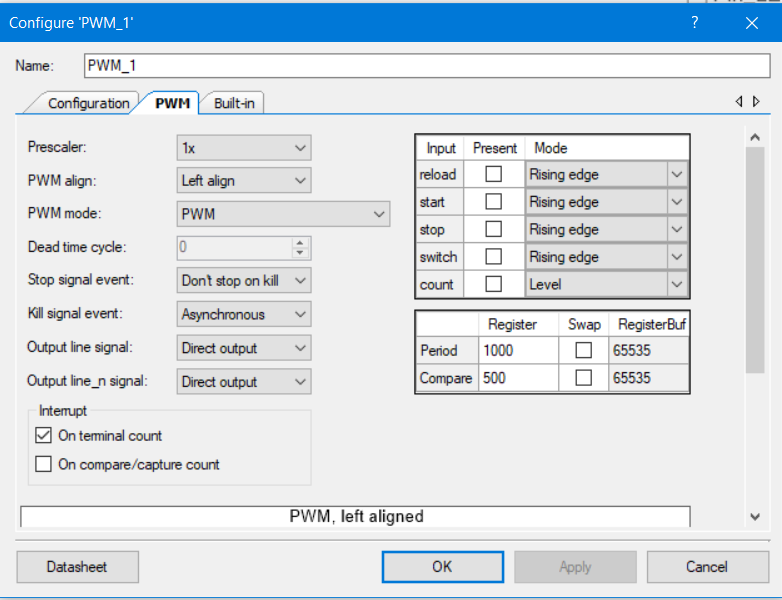 Configure 'PWM_1'
?
Name: PWM_1
Configuration PWM Built-in
Prescaler: 1x
PWM align: Left align
PWM mode: PWM
Dead time cycle: 0
Stop signal event: Don't stop on kill
Kill signal event: Asynchronous
Output line signal: Direct output
Output line_n signal: Direct output
Interrupt
On terminal count
On compare/capture count
Input Present Mode
reload Rising edge
start Rising edge
stop Rising edge
switch Rising edge
count Level
Register Swap RegisterBuf
Period 1000 65535
Compare 500 65535
PWM, left aligned
Datasheet OK Apply Cancel